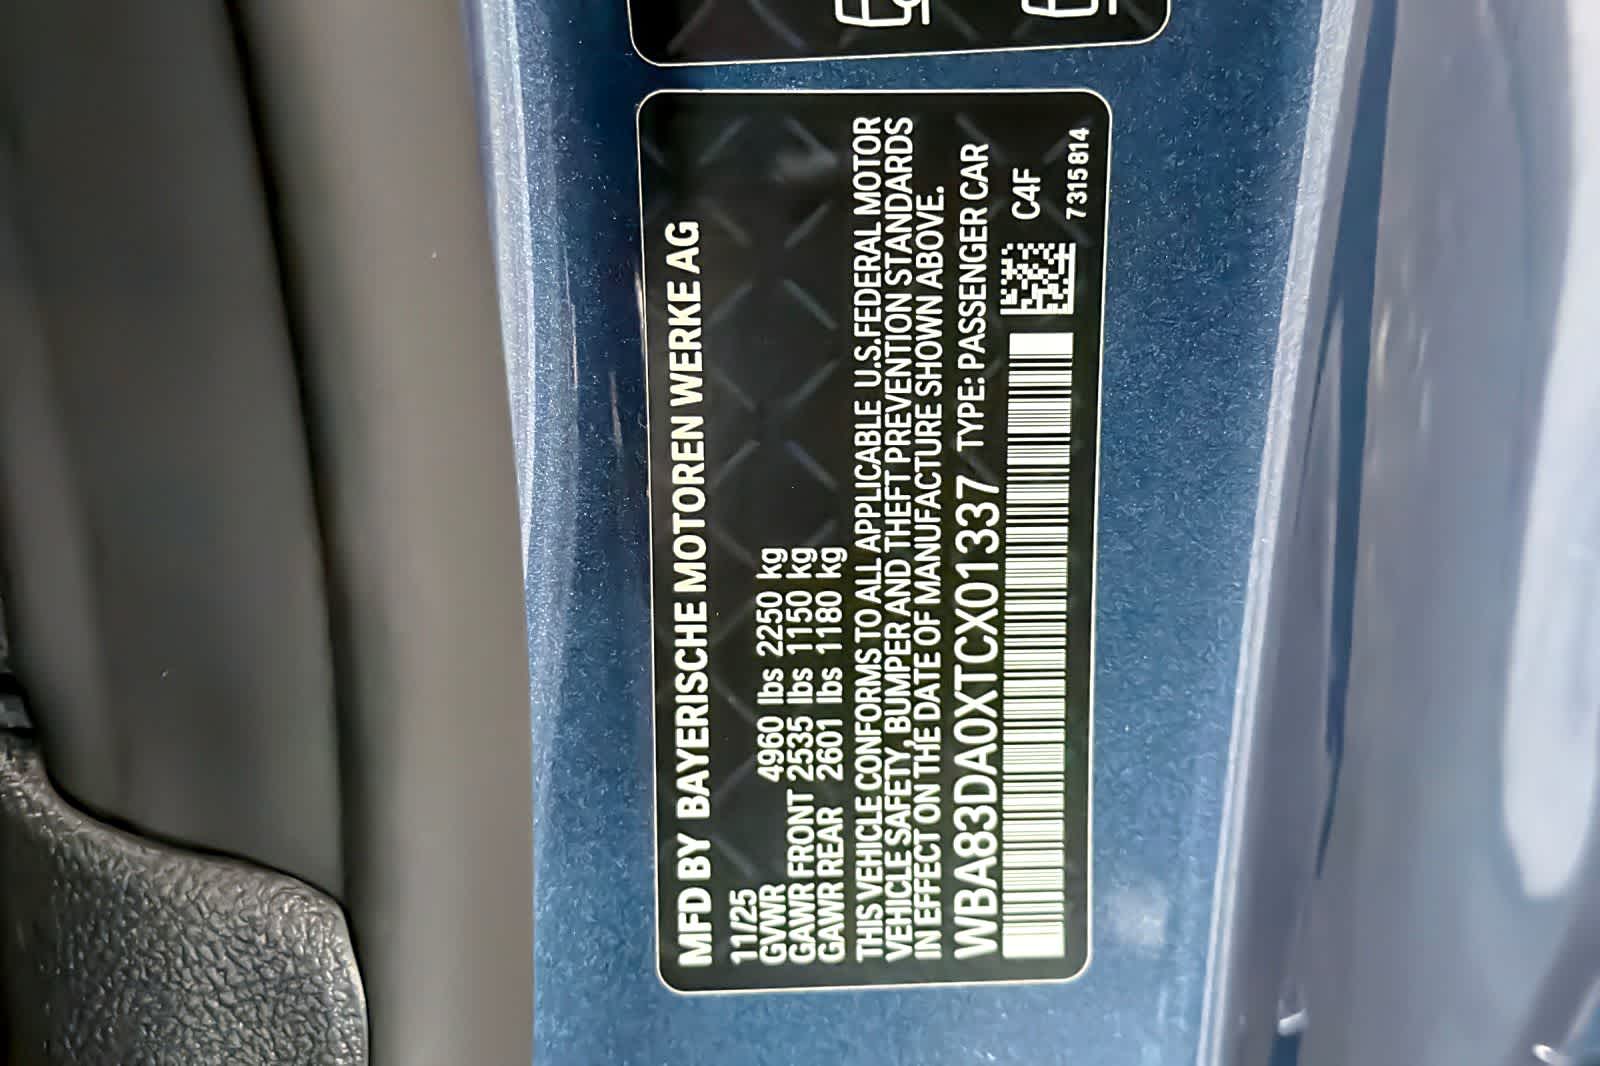 MFD BY BAYERISCHE MOTOREN WERKE AG
11/25
GVWR 4960 lbs 2250 kg
GAWR FRONT 2535 lbs 1150 kg
GAWR REAR 2601 lbs 1180 kg
THIS VEHICLE CONFORMS TO ALL APPLICABLE U.S.FEDERAL MOTOR
VEHICLE SAFETY, BUMPER AND THEFT PREVENTION STANDARDS
IN EFFECT ON THE DATE OF MANUFACTURE SHOWN ABOVE.
WBA83DA0XTCX01337 TYPE: PASSENGER CAR
C4F
7315814